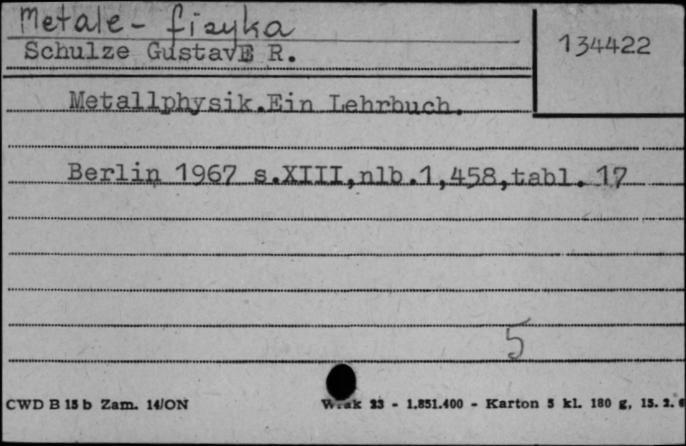 Metale - fizyka
134422
Schulze GustavE R.
Metallphysik.Ein Lehrbuch.
Berlin 1967 s.XIII,nlb.1,458,tabl. 17
5
CWD B 15 b Zam. 14/ON
23 - 1.851.400 - Karton 5 kl. 180 g, 15. 2.